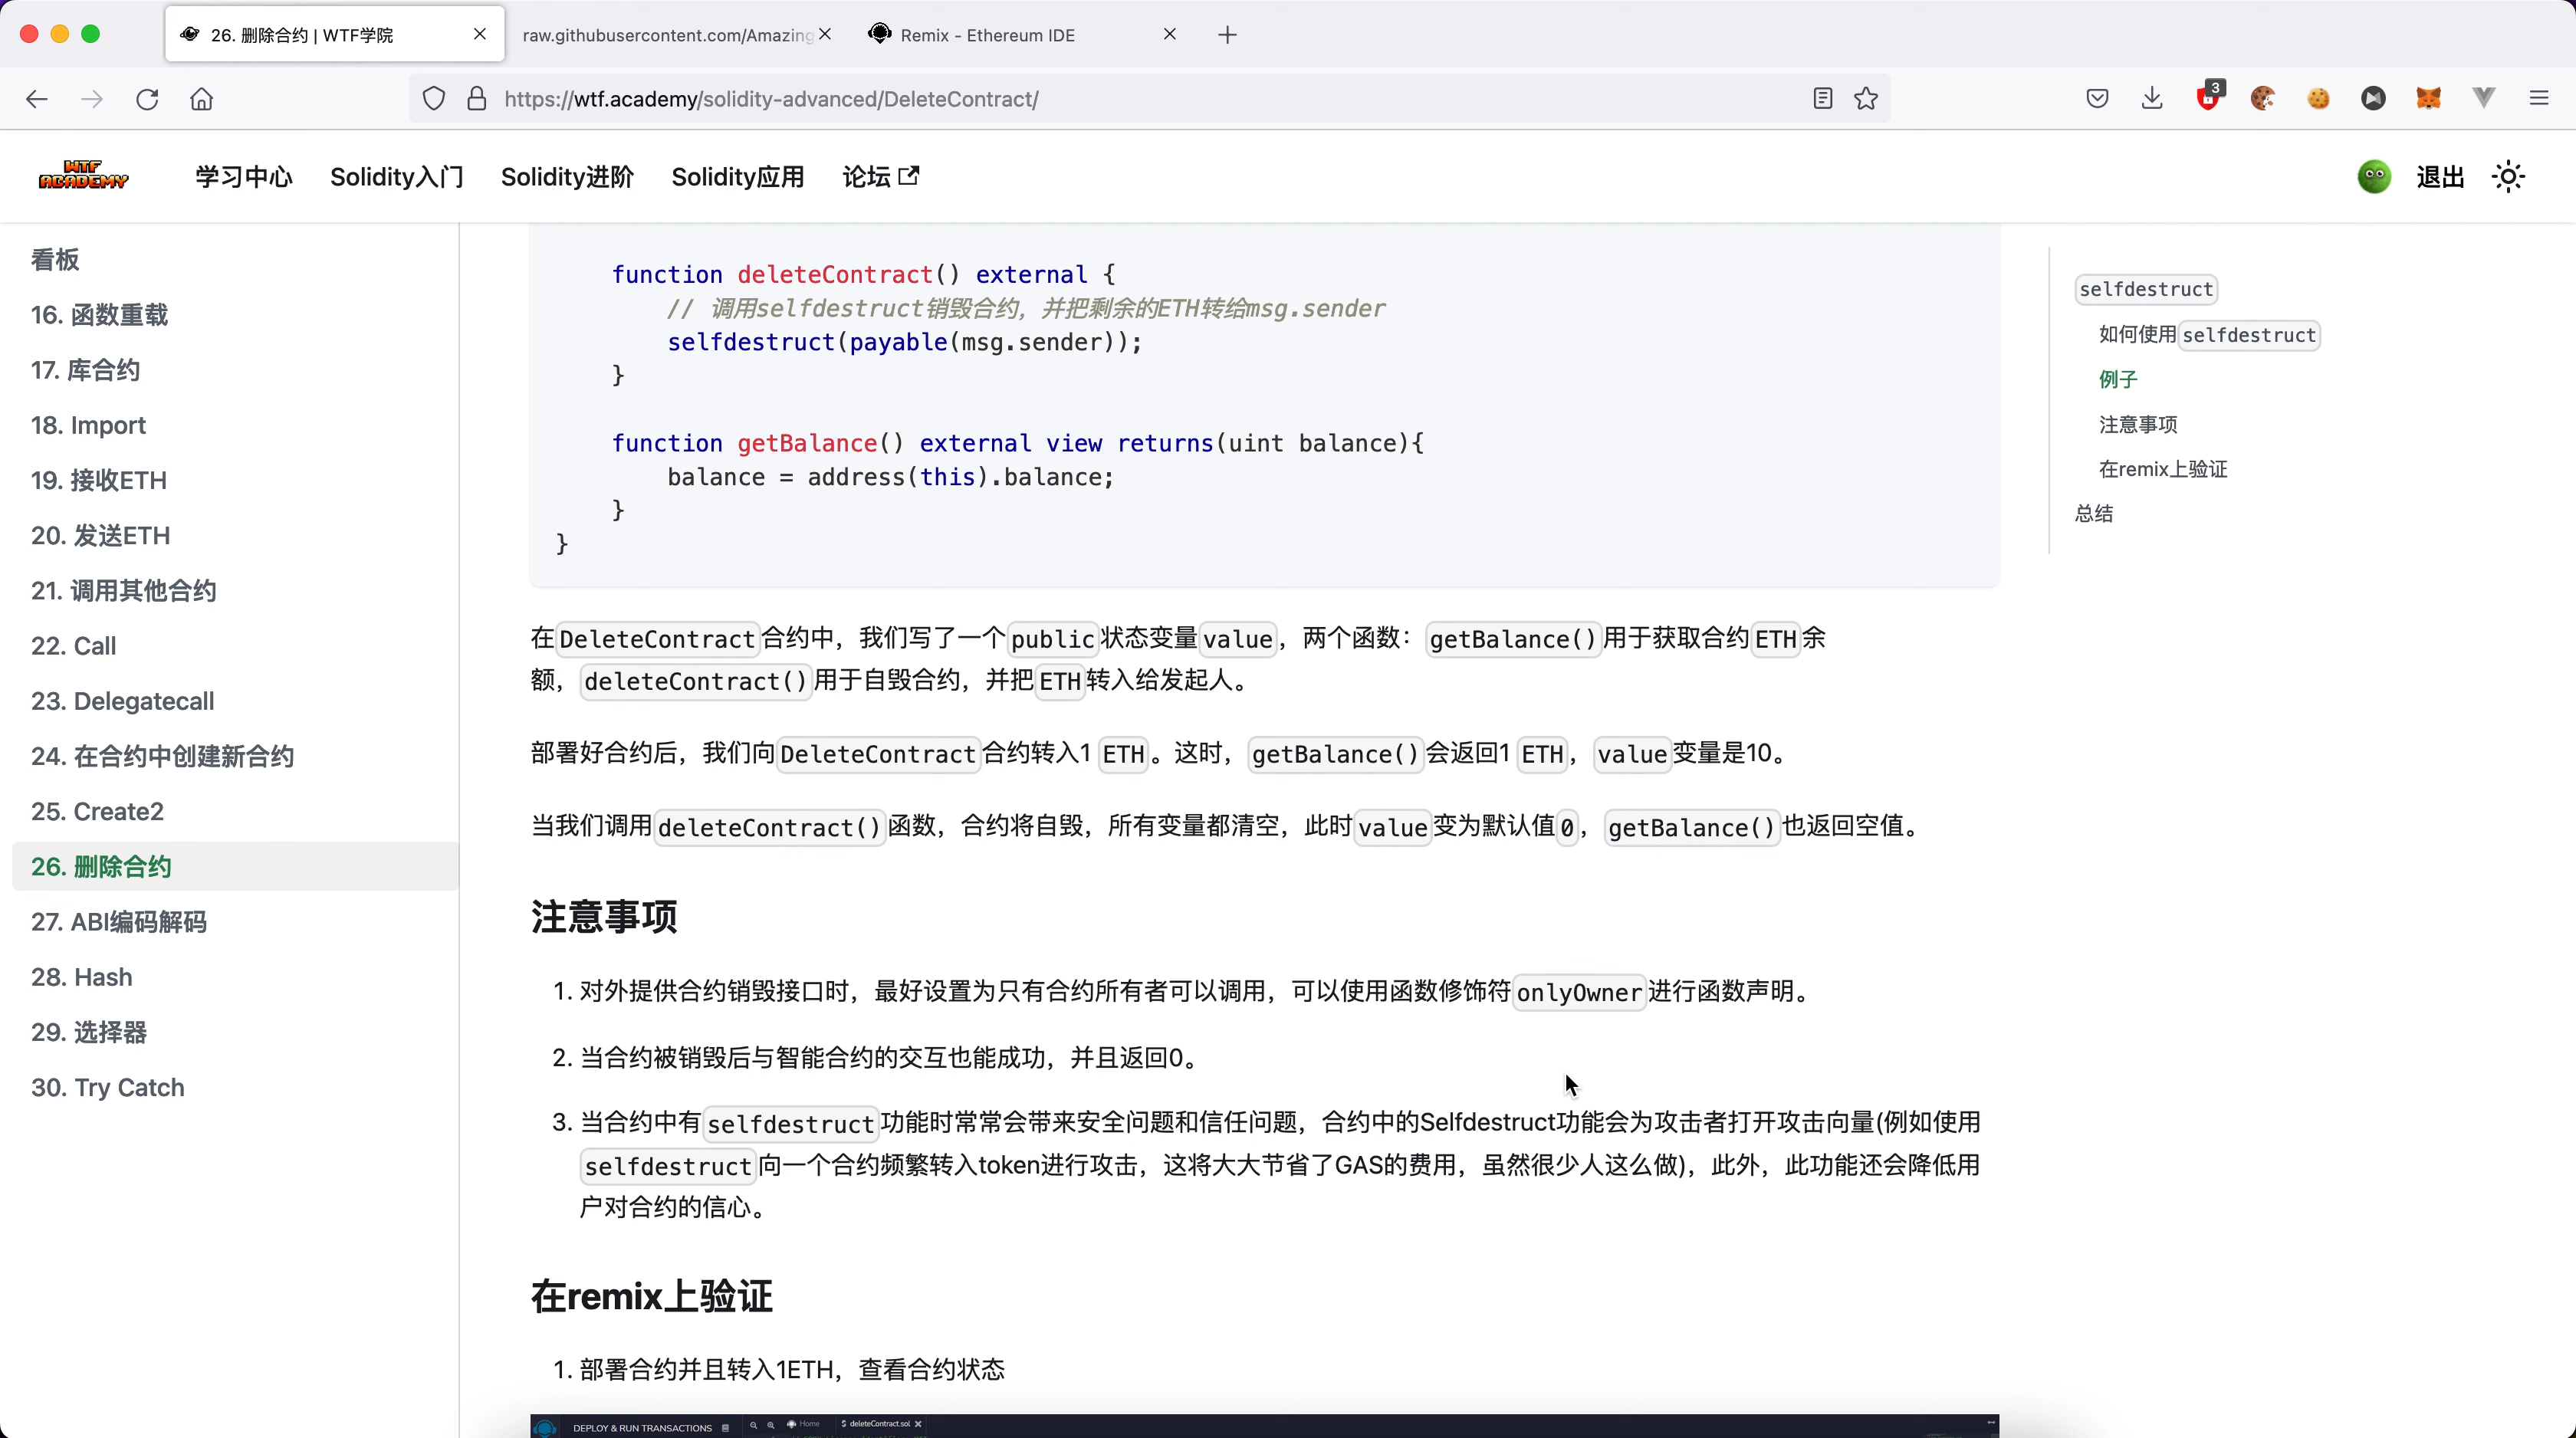 26. 删除合约 | WTF学院
raw.githubusercontent.com/Amazing
Remix - Ethereum IDE
https://wtf.academy/solidity-advanced/DeleteContract/
3
WTF ACADEMY
学习中心
Solidity入门
Solidity进阶
Solidity应用
论坛
退出
看板
16. 函数重载
17. 库合约
18. Import
19. 接收ETH
20. 发送ETH
21. 调用其他合约
22. Call
23. Delegatecall
24. 在合约中创建新合约
25. Create2
26. 删除合约
27. ABI编码解码
28. Hash
29. 选择器
30. Try Catch
function deleteContract() external {
// 调用selfdestruct销毁合约，并把剩余的ETH转给msg.sender
selfdestruct(payable(msg.sender));
}
function getBalance() external view returns(uint balance){
balance = address(this).balance;
}
}
在DeleteContract合约中，我们写了一个public状态变量value，两个函数：getBalance()用于获取合约ETH余
额，deleteContract()用于自毁合约，并把ETH转入给发起人。
部署好合约后，我们向DeleteContract合约转入1 ETH。这时，getBalance()会返回1 ETH，value变量是10。
当我们调用deleteContract()函数，合约将自毁，所有变量都清空，此时value变为默认值0，getBalance()也返回空值。
注意事项
1. 对外提供合约销毁接口时，最好设置为只有合约所有者可以调用，可以使用函数修饰符onlyOwner进行函数声明。
2. 当合约被销毁后与智能合约的交互也能成功，并且返回0。
3. 当合约中有selfdestruct功能时常常会带来安全问题和信任问题，合约中的Selfdestruct功能会为攻击者打开攻击向量(例如使用
selfdestruct向一个合约频繁转入token进行攻击，这将大大节省了GAS的费用，虽然很少人这么做)，此外，此功能还会降低用
户对合约的信心。
在remix上验证
1. 部署合约并且转入1ETH，查看合约状态
DEPLOY & RUN TRANSACTIONS
Home
deleteContract.sol
selfdestruct
如何使用selfdestruct
例子
注意事项
在remix上验证
总结